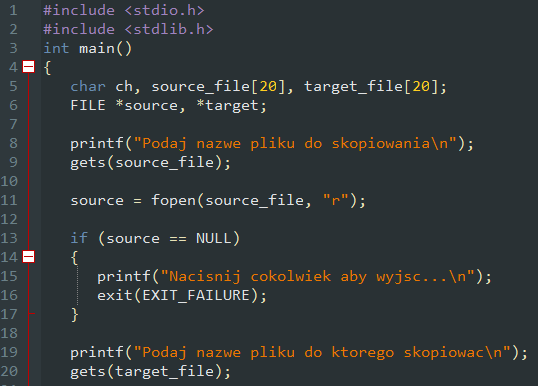 1 #include <stdio.h>
2 #include <stdlib.h>
3 int main()
4 {
5 char ch, source_file[20], target_file[20];
6 FILE *source, *target;
7
8 printf("Podaj nazwe pliku do skopiowania\n");
9 gets(source_file);
10
11 source = fopen(source_file, "r");
12
13 if (source == NULL)
14 {
15 printf("Nacisnij cokolwiek aby wyjsc...\n");
16 exit(EXIT_FAILURE);
17 }
18
19 printf("Podaj nazwe pliku do ktorego skopiowac\n");
20 gets(target_file);